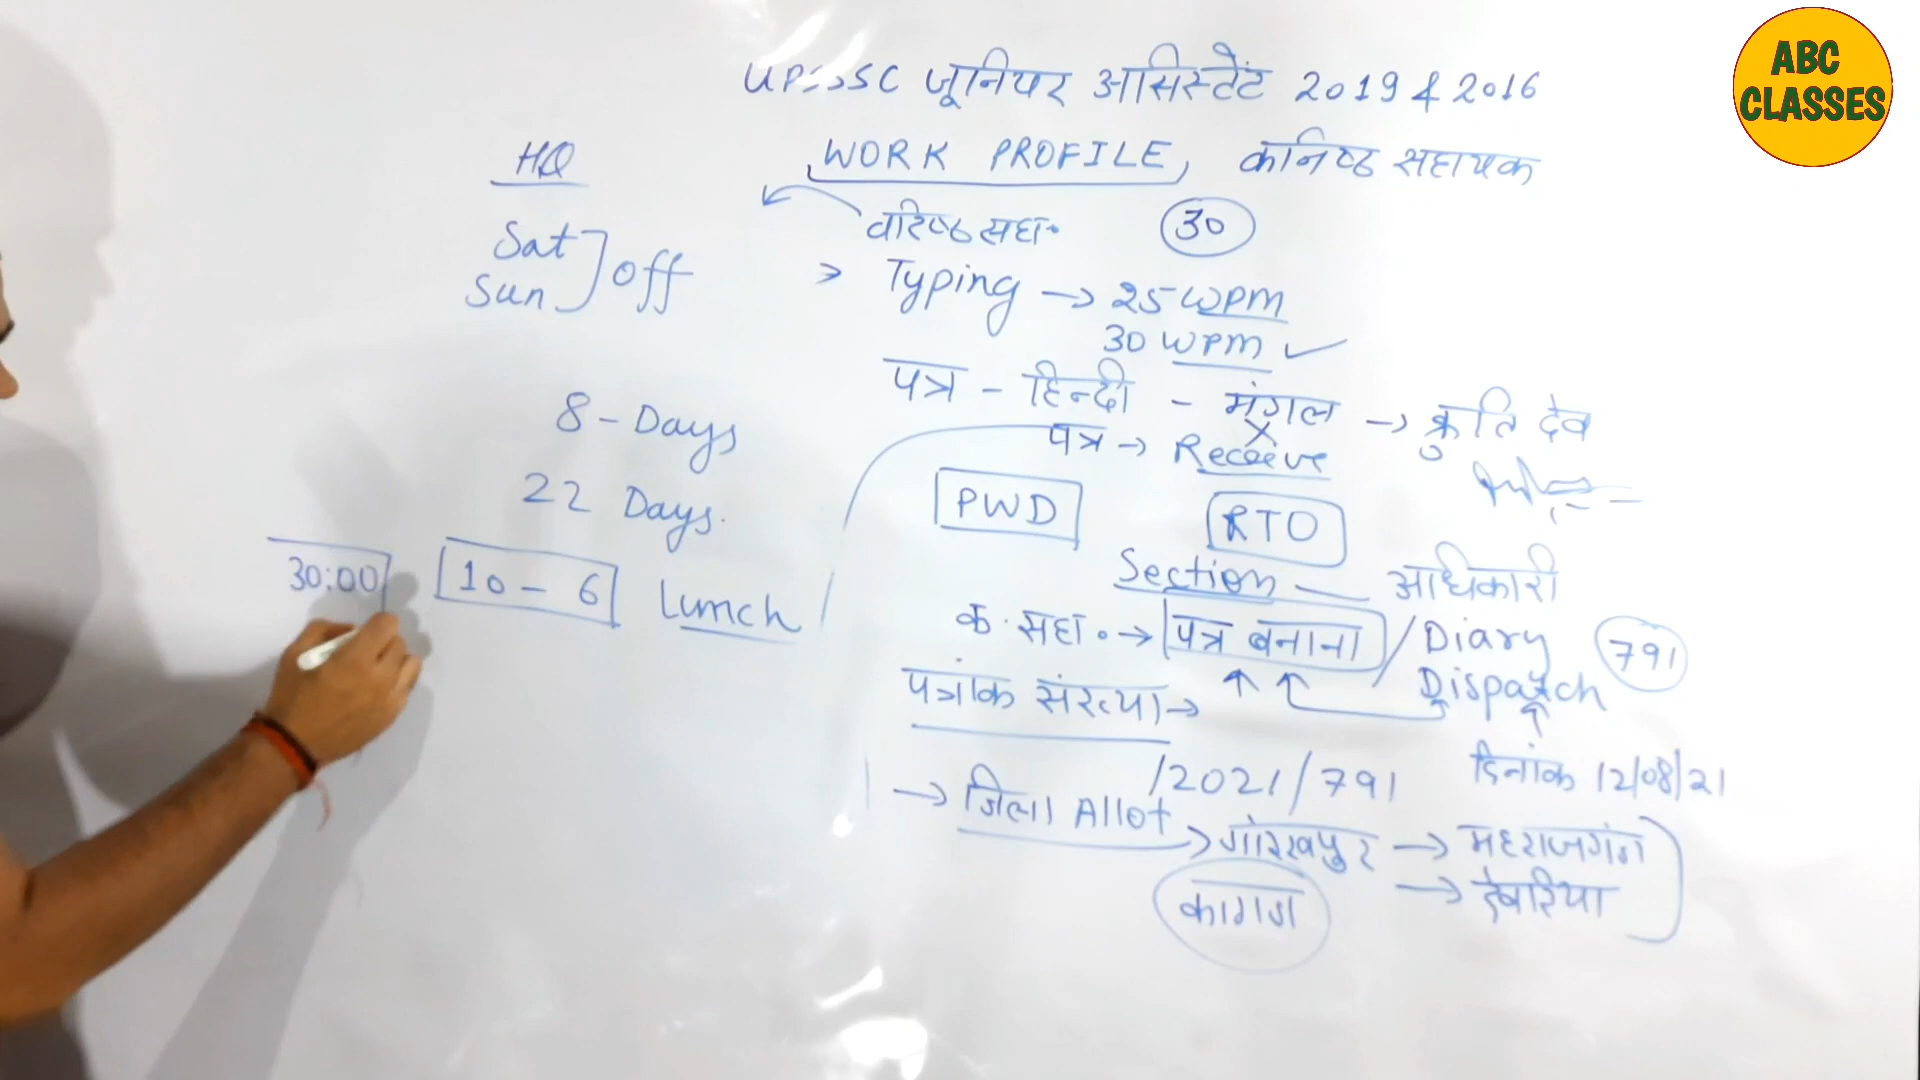 ABC
CLASSES
UPSSSC जूनियर असिस्टेंट 2019 & 2016
WORK PROFILE, कनिष्ठ सहायक
वरिष्ठ सहा॰
30
Typing → 25 WPM
30 WPM ✓
पत्र - हिन्दी - मंगल → क्रुति देव
पत्र → Receive
PWD
RTO
Section — अधिकारी
क॰ सहा॰ → पत्र बनाना / Diary
Dispatch
791
पत्रांक संख्या →
/2021/791
दिनांक 12/08/21
→ जिला Allot → गोरखपुर → महराजगंज
→ देवरिया
कागज
HQ
Sat
Sun ] off
8-Days
22 Days.
30:00
10 - 6 Lunch